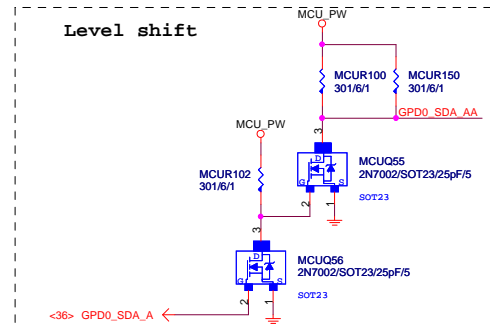 Level shift
MCU_PW
MCUR100
301/6/1
MCUR150
301/6/1
GPD0_SDA_AA
MCU_PW
3
D
G
S
2
1
MCUQ55
2N7002/SOT23/25pF/5
SOT23
MCUR102
301/6/1
3
D
G
S
2
1
MCUQ56
2N7002/SOT23/25pF/5
SOT23
<36> GPD0_SDA_A